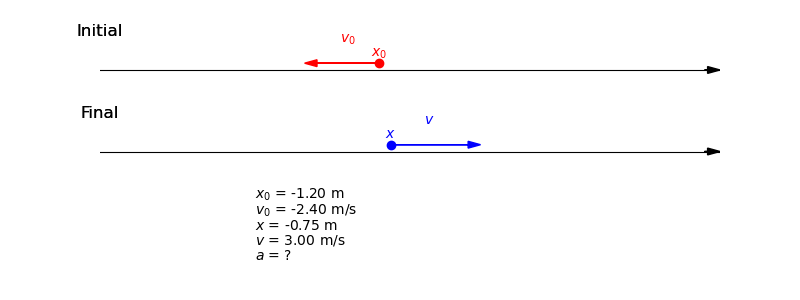 Initial
v₀
x₀
Final
v
x
x₀ = -1.20 m
v₀ = -2.40 m/s
x = -0.75 m
v = 3.00 m/s
a = ?